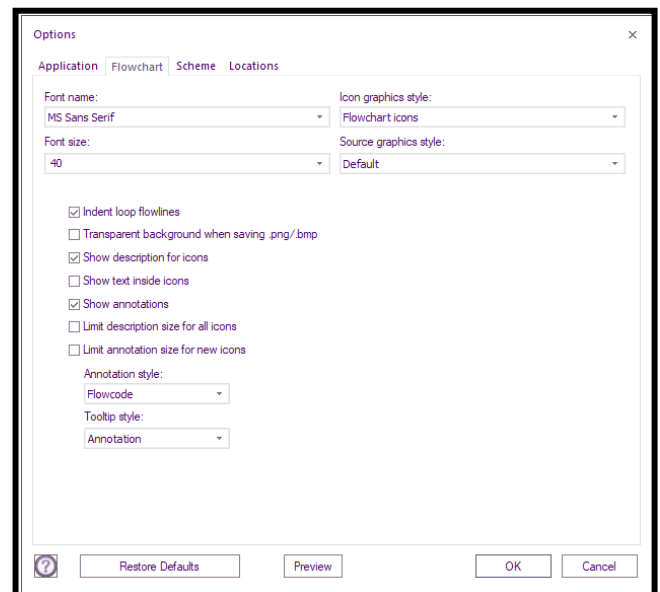 Options
Application Flowchart Scheme Locations
Font name: Icon graphics style:
MS Sans Serif Flowchart icons
Font size: Source graphics style:
40 Default
Indent loop flowlines
Transparent background when saving .png/.bmp
Show description for icons
Show text inside icons
Show annotations
Limit description size for all icons
Limit annotation size for new icons
Annotation style:
Flowcode
Tooltip style:
Annotation
? Restore Defaults Preview OK Cancel